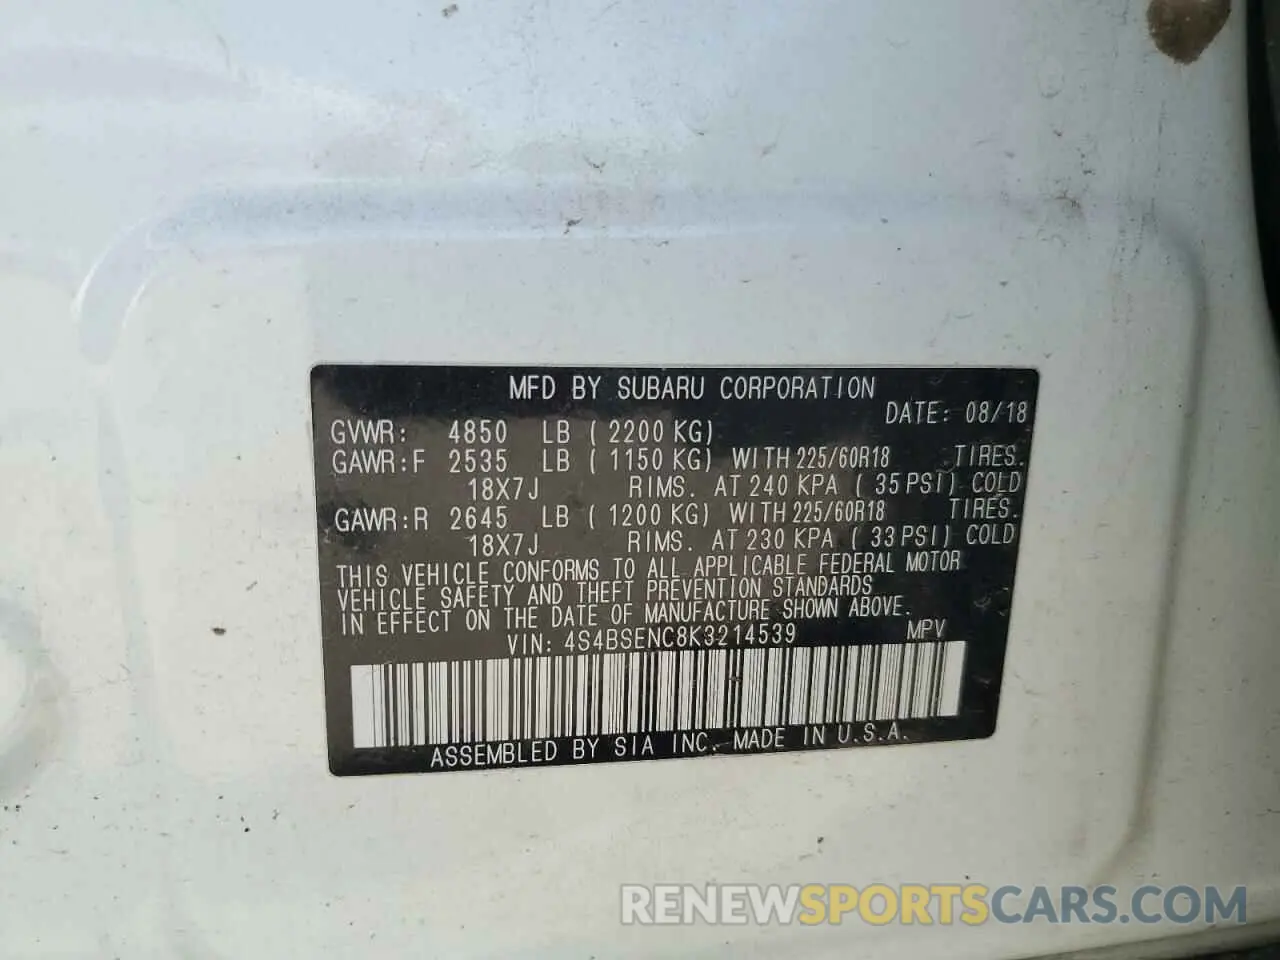 MFD BY SUBARU CORPORATION
DATE: 08/18
GVWR: 4850 LB ( 2200 KG)
GAWR:F 2535 LB ( 1150 KG) WITH 225/60R18 TIRES.
18X7J RIMS. AT 240 KPA ( 35 PSI) COLD
GAWR:R 2645 LB ( 1200 KG) WITH 225/60R18 TIRES.
18X7J RIMS. AT 230 KPA ( 33 PSI) COLD
THIS VEHICLE CONFORMS TO ALL APPLICABLE FEDERAL MOTOR
VEHICLE SAFETY AND THEFT PREVENTION STANDARDS
IN EFFECT ON THE DATE OF MANUFACTURE SHOWN ABOVE.
VIN: 4S4BSENC8K3214539 MPV
ASSEMBLED BY SIA INC. MADE IN U.S.A.
RENEWSPORTSCARS.COM